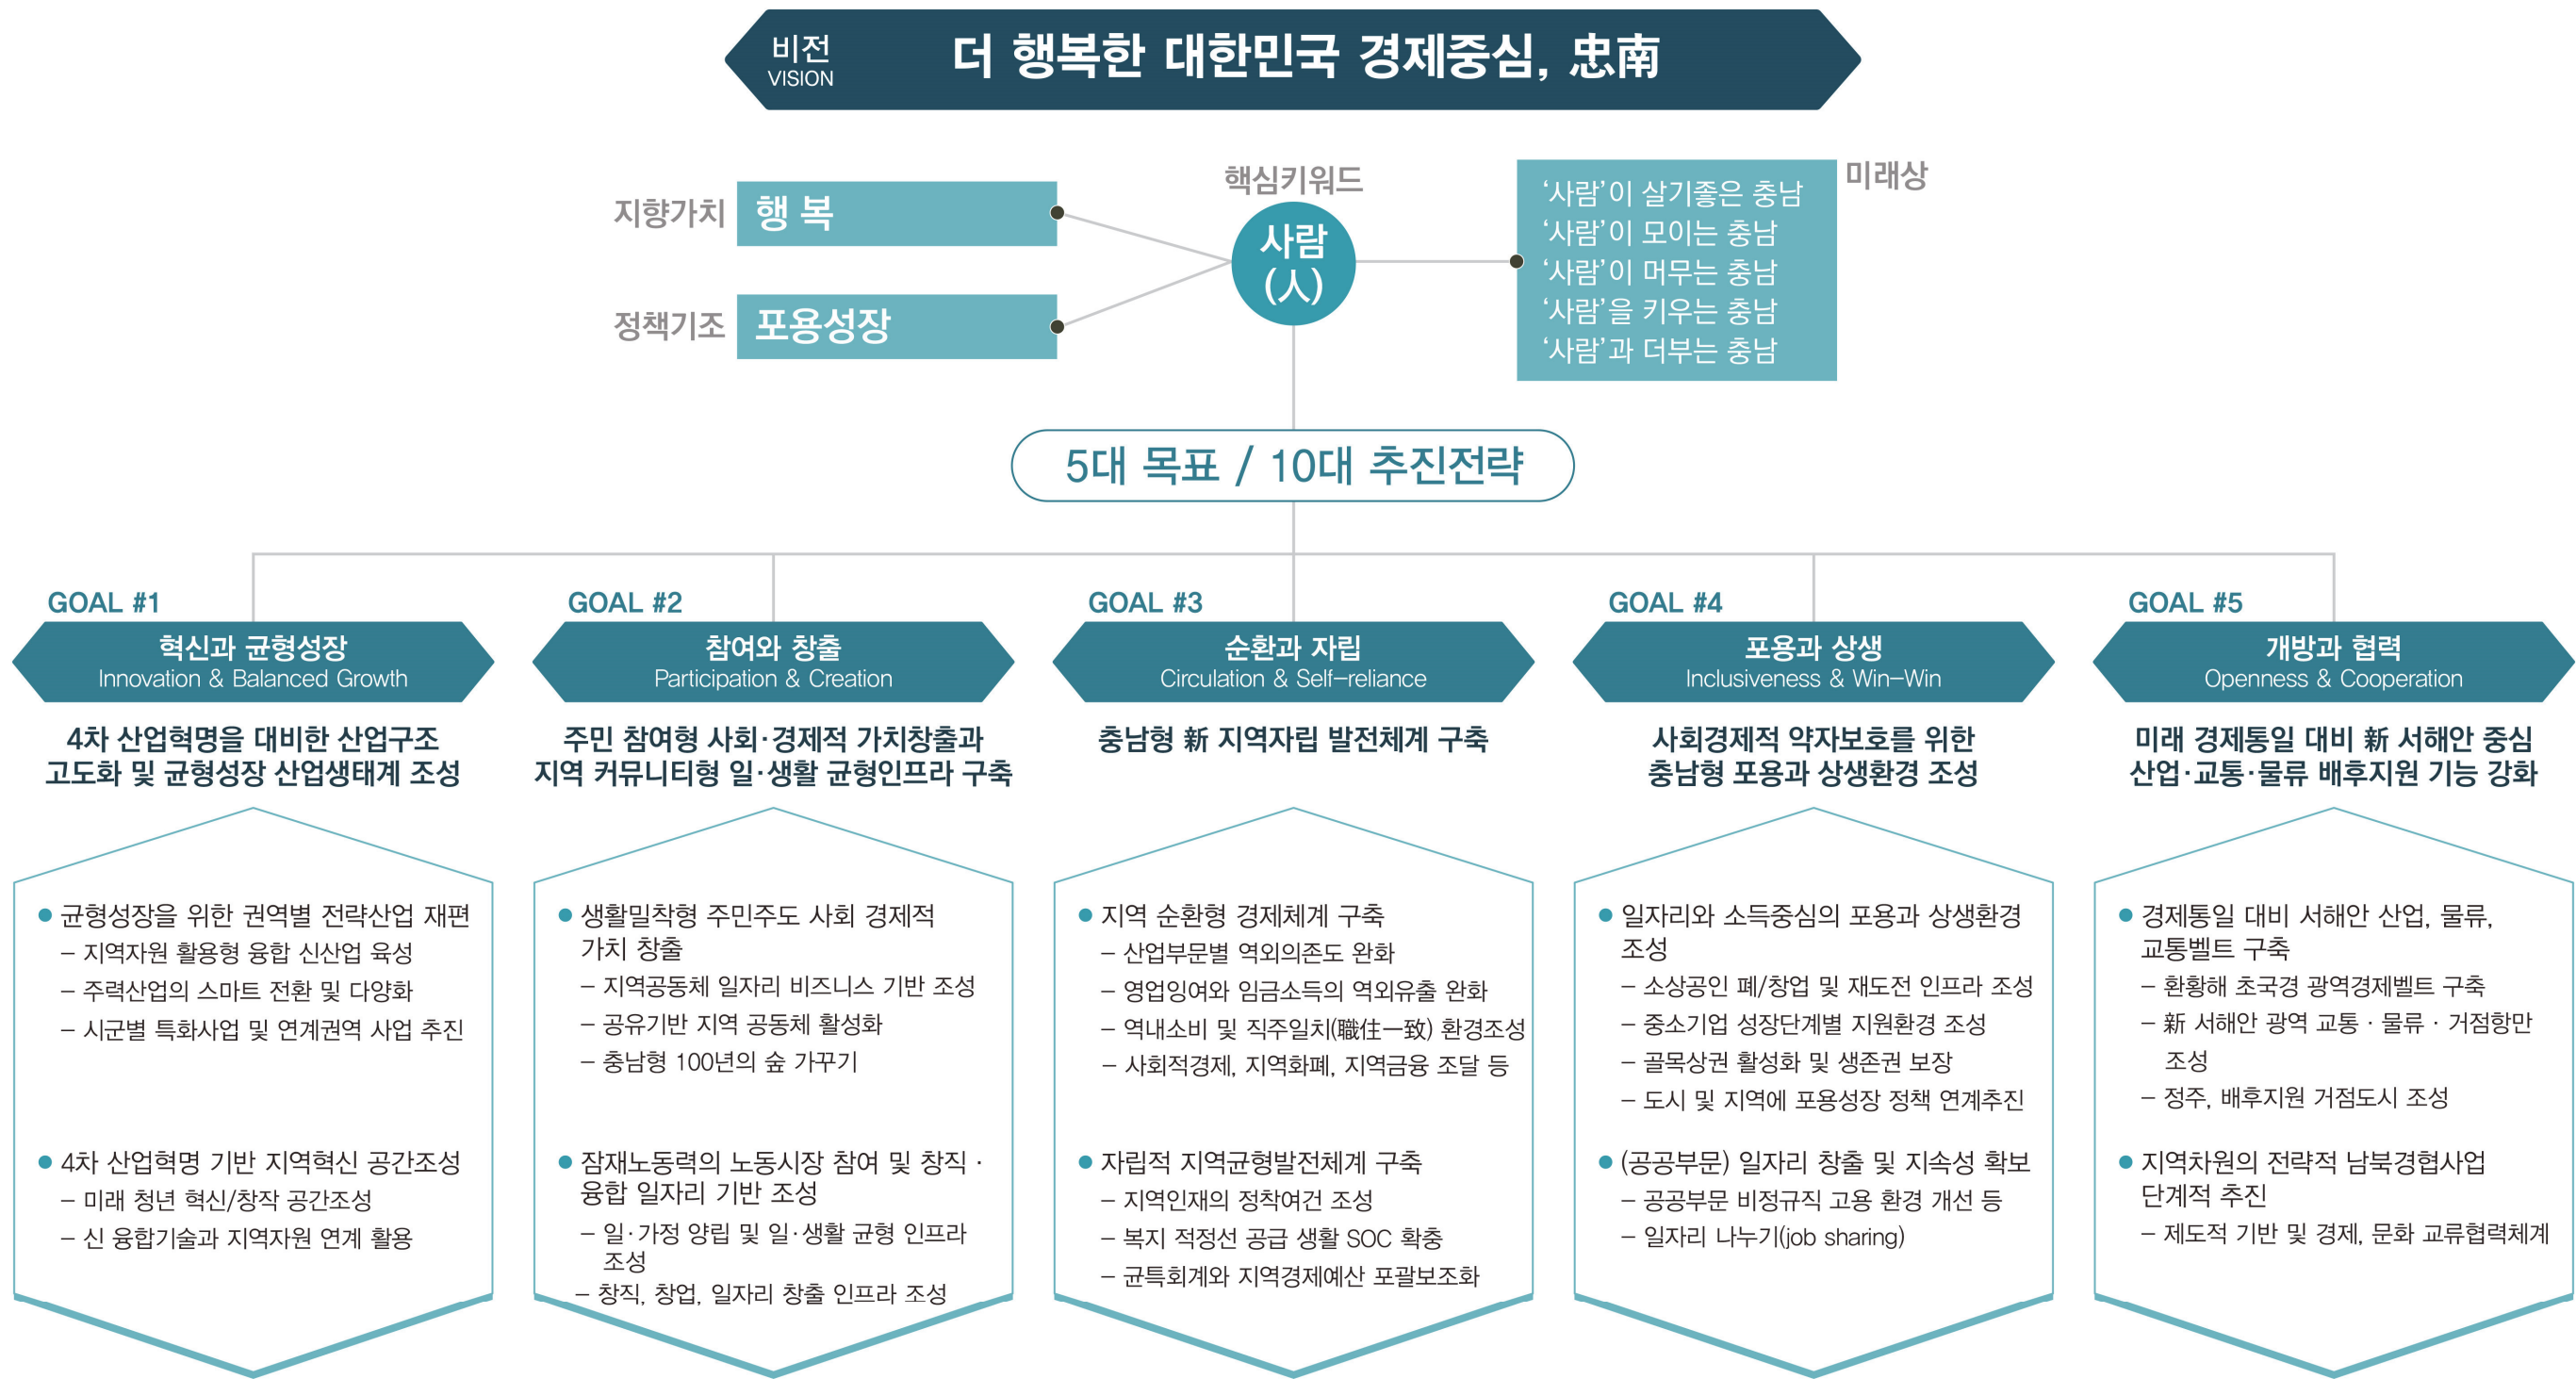 비전
VISION
더 행복한 대한민국 경제중심, 忠南
지향가치
행 복
정책기조
포용성장
핵심키워드
사람
(人)
미래상
‘사람’이 살기좋은 충남
‘사람’이 모이는 충남
‘사람’이 머무는 충남
‘사람’을 키우는 충남
‘사람’과 더부는 충남
5대 목표 / 10대 추진전략
GOAL #1
혁신과 균형성장
Innovation & Balanced Growth
4차 산업혁명을 대비한 산업구조
고도화 및 균형성장 산업생태계 조성
● 균형성장을 위한 권역별 전략산업 재편
– 지역자원 활용형 융합 신산업 육성
– 주력산업의 스마트 전환 및 다양화
– 시군별 특화사업 및 연계권역 사업 추진
● 4차 산업혁명 기반 지역혁신 공간조성
– 미래 청년 혁신/창작 공간조성
– 신 융합기술과 지역자원 연계 활용
GOAL #2
참여와 창출
Participation & Creation
주민 참여형 사회·경제적 가치창출과
지역 커뮤니티형 일·생활 균형인프라 구축
● 생활밀착형 주민주도 사회 경제적
가치 창출
– 지역공동체 일자리 비즈니스 기반 조성
– 공유기반 지역 공동체 활성화
– 충남형 100년의 숲 가꾸기
● 잠재노동력의 노동시장 참여 및 창직·
융합 일자리 기반 조성
– 일·가정 양립 및 일·생활 균형 인프라
조성
– 창직, 창업, 일자리 창출 인프라 조성
GOAL #3
순환과 자립
Circulation & Self–reliance
충남형 新 지역자립 발전체계 구축
● 지역 순환형 경제체계 구축
– 산업부문별 역외의존도 완화
– 영업잉여와 임금소득의 역외유출 완화
– 역내소비 및 직주일치(職住一致) 환경조성
– 사회적경제, 지역화폐, 지역금융 조달 등
● 자립적 지역균형발전체계 구축
– 지역인재의 정착여건 조성
– 복지 적정선 공급 생활 SOC 확충
– 균특회계와 지역경제예산 포괄보조화
GOAL #4
포용과 상생
Inclusiveness & Win–Win
사회경제적 약자보호를 위한
충남형 포용과 상생환경 조성
● 일자리와 소득중심의 포용과 상생환경
조성
– 소상공인 폐/창업 및 재도전 인프라 조성
– 중소기업 성장단계별 지원환경 조성
– 골목상권 활성화 및 생존권 보장
– 도시 및 지역에 포용성장 정책 연계추진
● (공공부문) 일자리 창출 및 지속성 확보
– 공공부문 비정규직 고용 환경 개선 등
– 일자리 나누기(job sharing)
GOAL #5
개방과 협력
Openness & Cooperation
미래 경제통일 대비 新 서해안 중심
산업·교통·물류 배후지원 기능 강화
● 경제통일 대비 서해안 산업, 물류,
교통벨트 구축
– 환황해 초국경 광역경제벨트 구축
– 新 서해안 광역 교통 · 물류 · 거점항만
조성
– 정주, 배후지원 거점도시 조성
● 지역차원의 전략적 남북경협사업
단계적 추진
– 제도적 기반 및 경제, 문화 교류협력체계